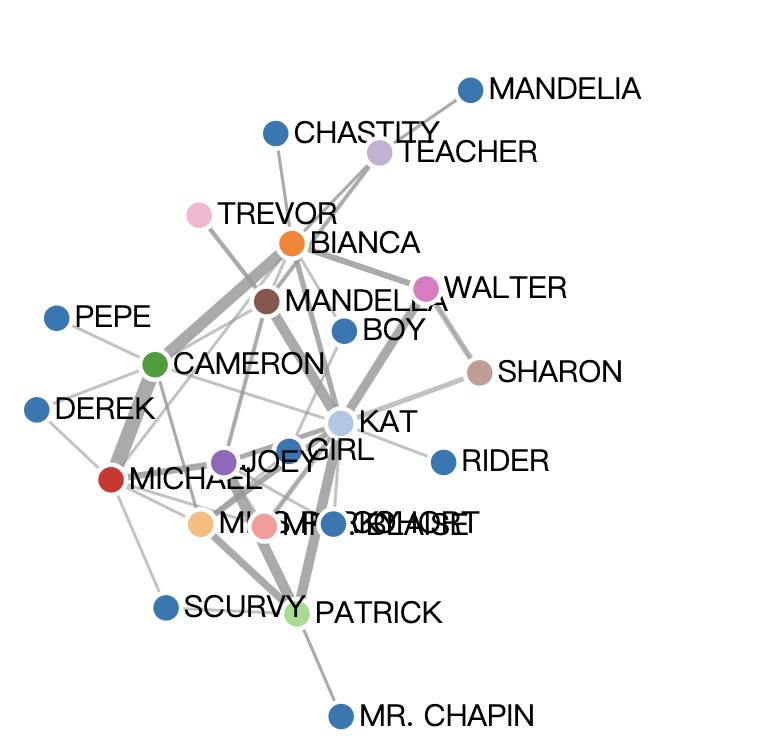 MANDELIA
CHASTITY
TEACHER
TREVOR
BIANCA
WALTER
MANDELLA
PEPE
BOY
CAMERON
SHARON
DEREK
KAT
GIRL
JOEY
RIDER
MICHAEL
SCURVY
PATRICK
MR. CHAPIN